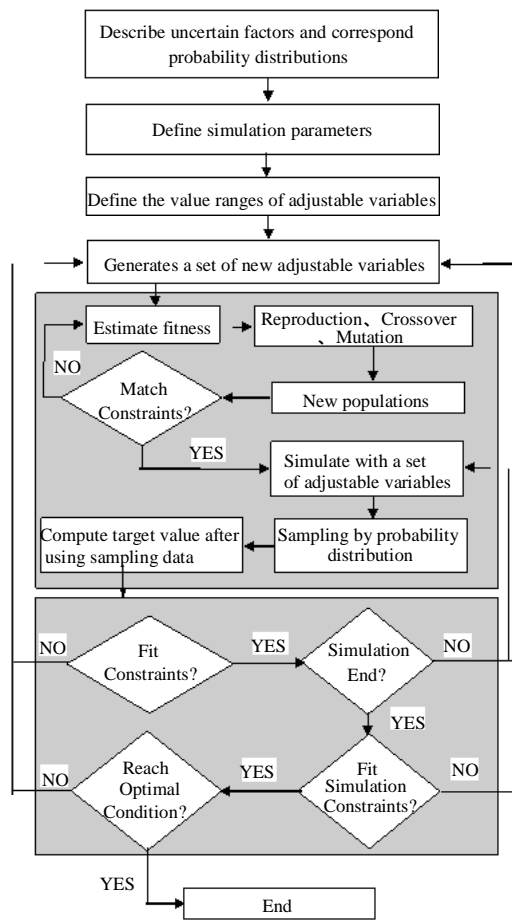 Describe uncertain factors and correspond
probability distributions
Define simulation parameters
Define the value ranges of adjustable variables
Generates a set of new adjustable variables
Estimate fitness
Reproduction、Crossover
、Mutation
NO
Match
Constraints?
New populations
YES
Simulate with a set
of adjustable variables
Compute target value after
using sampling data
Sampling by probability
distribution
NO
Fit
Constraints?
YES
Simulation
End?
NO
YES
NO
Reach
Optimal
Condition?
YES
Fit
Simulation
Constraints?
NO
YES
End